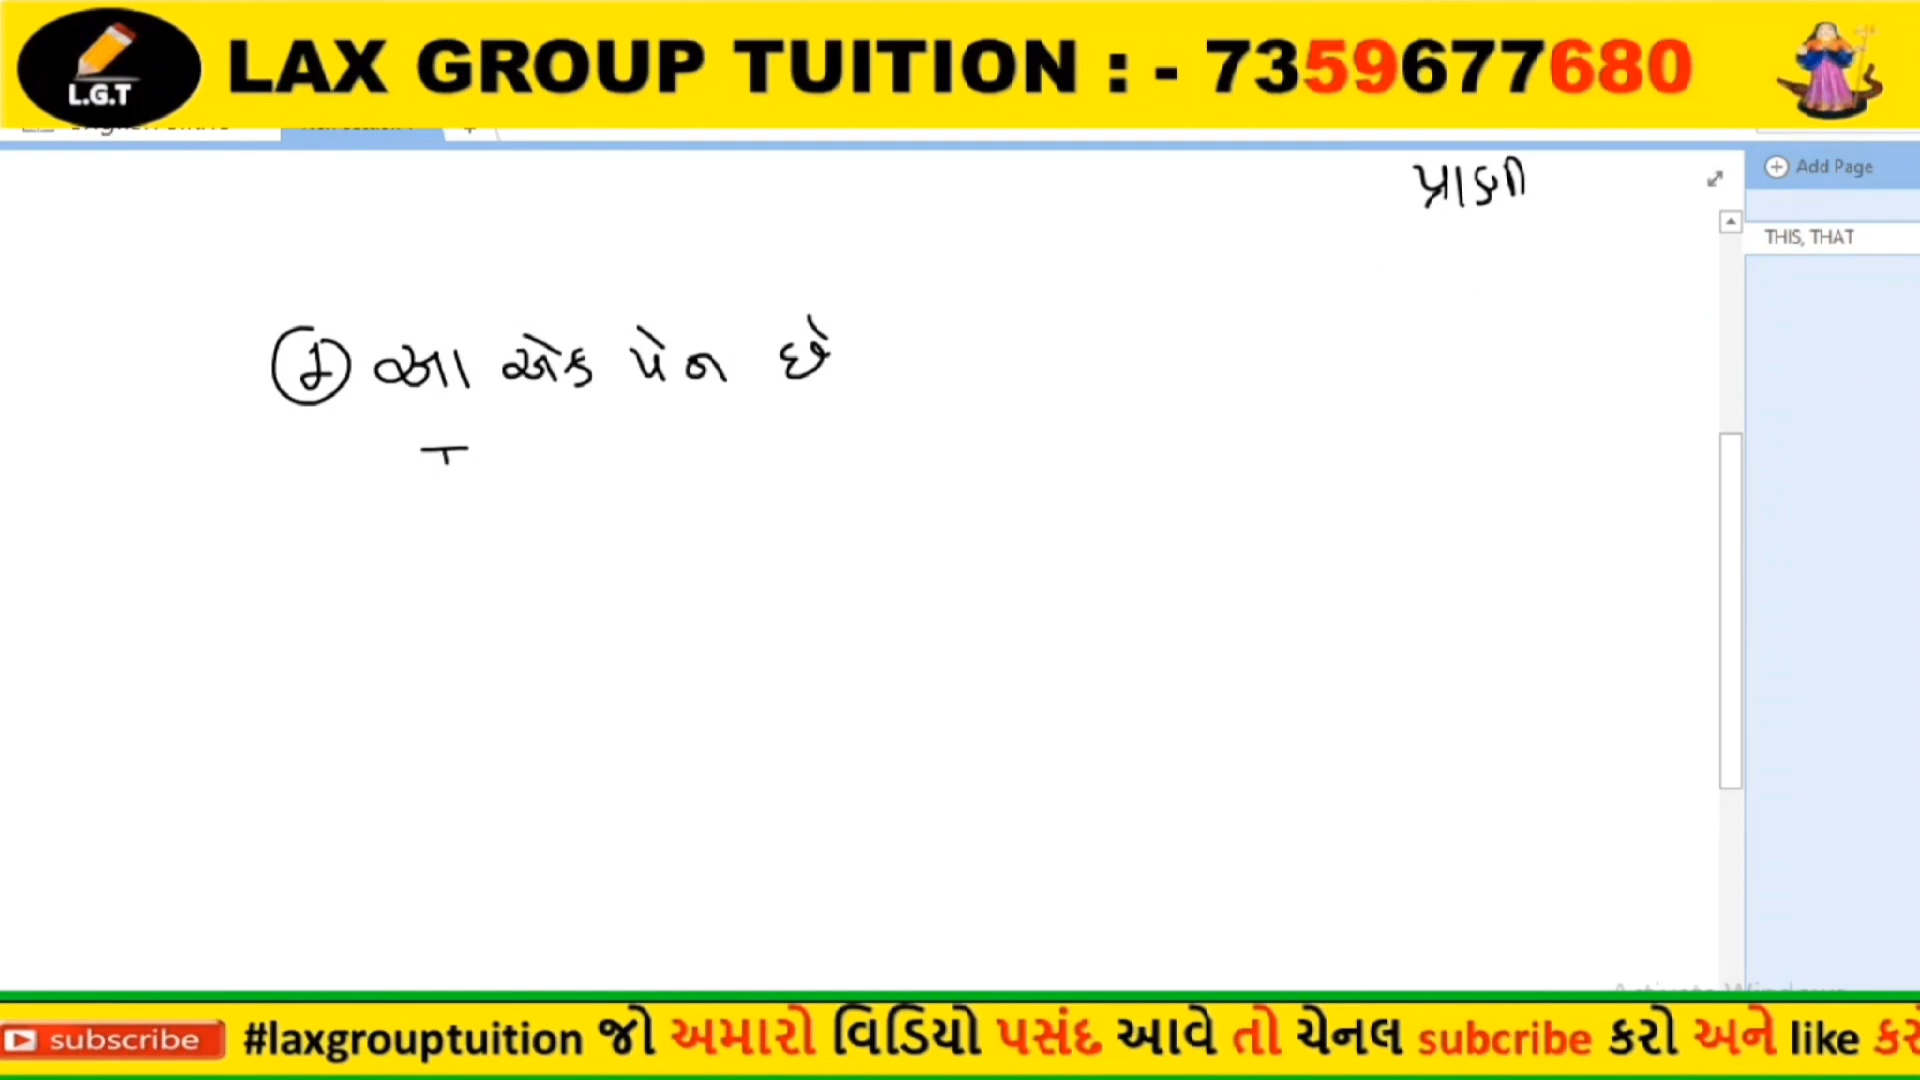 L.G.T
LAX GROUP TUITION : - 7359677680
Add Page
THIS, THAT
૧ આ એક પેન છે
T
subscribe #laxgrouptuition જો અમારો વિડિયો પસંદ આવે તો ચેનલ subcribe કરો અને like